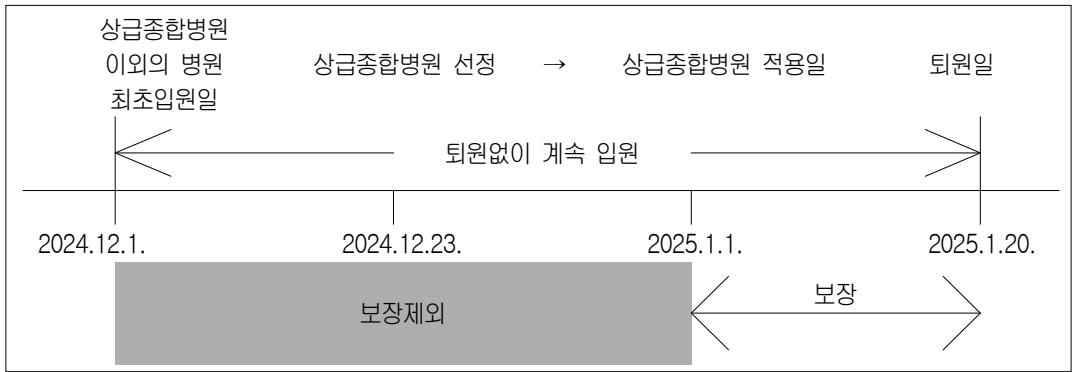 상급종합병원
이외의 병원
최초입원일
상급종합병원 선정 → 상급종합병원 적용일 퇴원일
퇴원없이 계속 입원
2024.12.1. 2024.12.23. 2025.1.1. 2025.1.20.
보장제외
보장